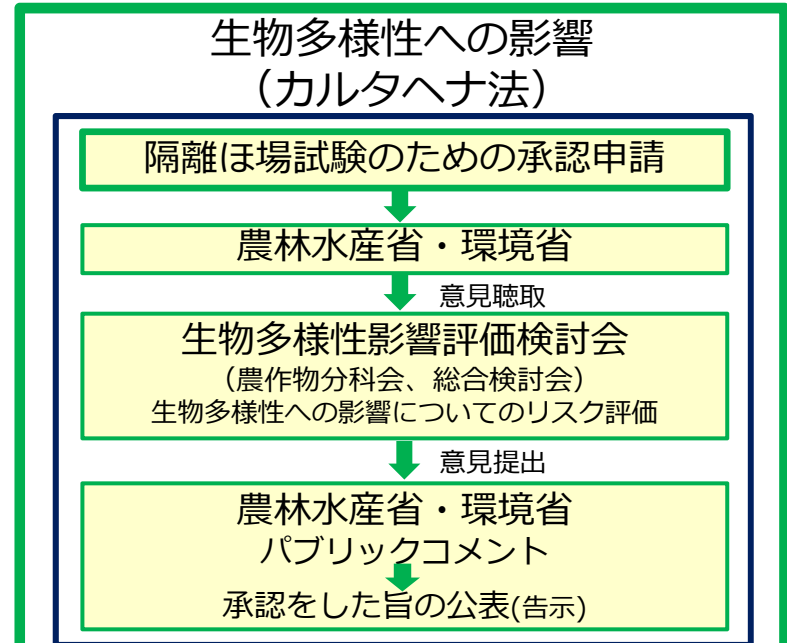 生物多様性への影響
（カルタヘナ法）
隔離ほ場試験のための承認申請
農林水産省・環境省
意見聴取
生物多様性影響評価検討会
（農作物分科会、総合検討会）
生物多様性への影響についてのリスク評価
意見提出
農林水産省・環境省
パブリックコメント
承認をした旨の公表(告示)